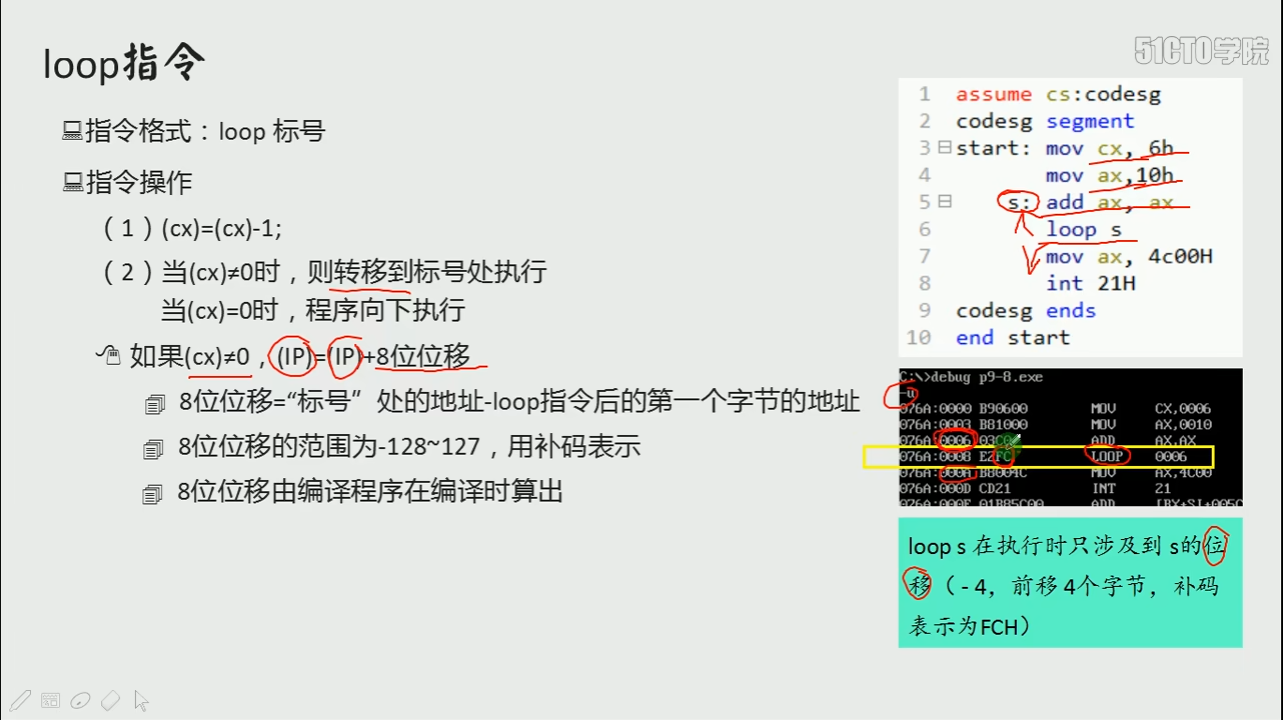 loop指令
51CTO学院
指令格式：loop 标号
指令操作
（1）(cx)=(cx)-1;
（2）当(cx)≠0时，则转移到标号处执行
当(cx)=0时，程序向下执行
如果(cx)≠0，(IP)=(IP)+8位位移
8位位移=“标号”处的地址-loop指令后的第一个字节的地址
8位位移的范围为-128~127，用补码表示
8位位移由编译程序在编译时算出
1 assume cs:codesg
2 codesg segment
3 start: mov cx, 6h
4 mov ax,10h
5 s: add ax, ax
6 loop s
7 mov ax, 4c00H
8 int 21H
9 codesg ends
10 end start
C:\>debug p9-8.exe
-u
076A:0000 B90600 MOV CX,0006
076A:0003 B81000 MOV AX,0010
076A:0006 03C0 ADD AX,AX
076A:0008 E2FC LOOP 0006
076A:000A B8004C MOV AX,4C00
076A:000D CD21 INT 21
076A:000F 01B85C00 ADD [BX+SI+005C
loop s 在执行时只涉及到 s的位
移（ - 4，前移 4个字节，补码
表示为FCH）